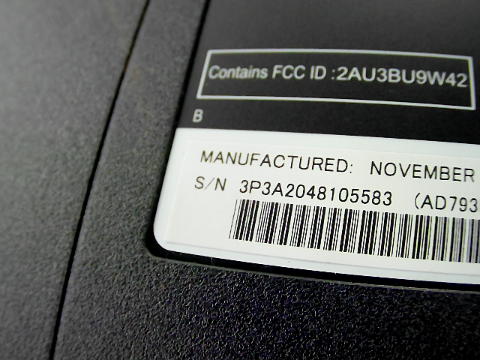 Contains FCC ID :2AU3BU9W42
B
MANUFACTURED: NOVEMBER
S/N 3P3A2048105583 (AD793